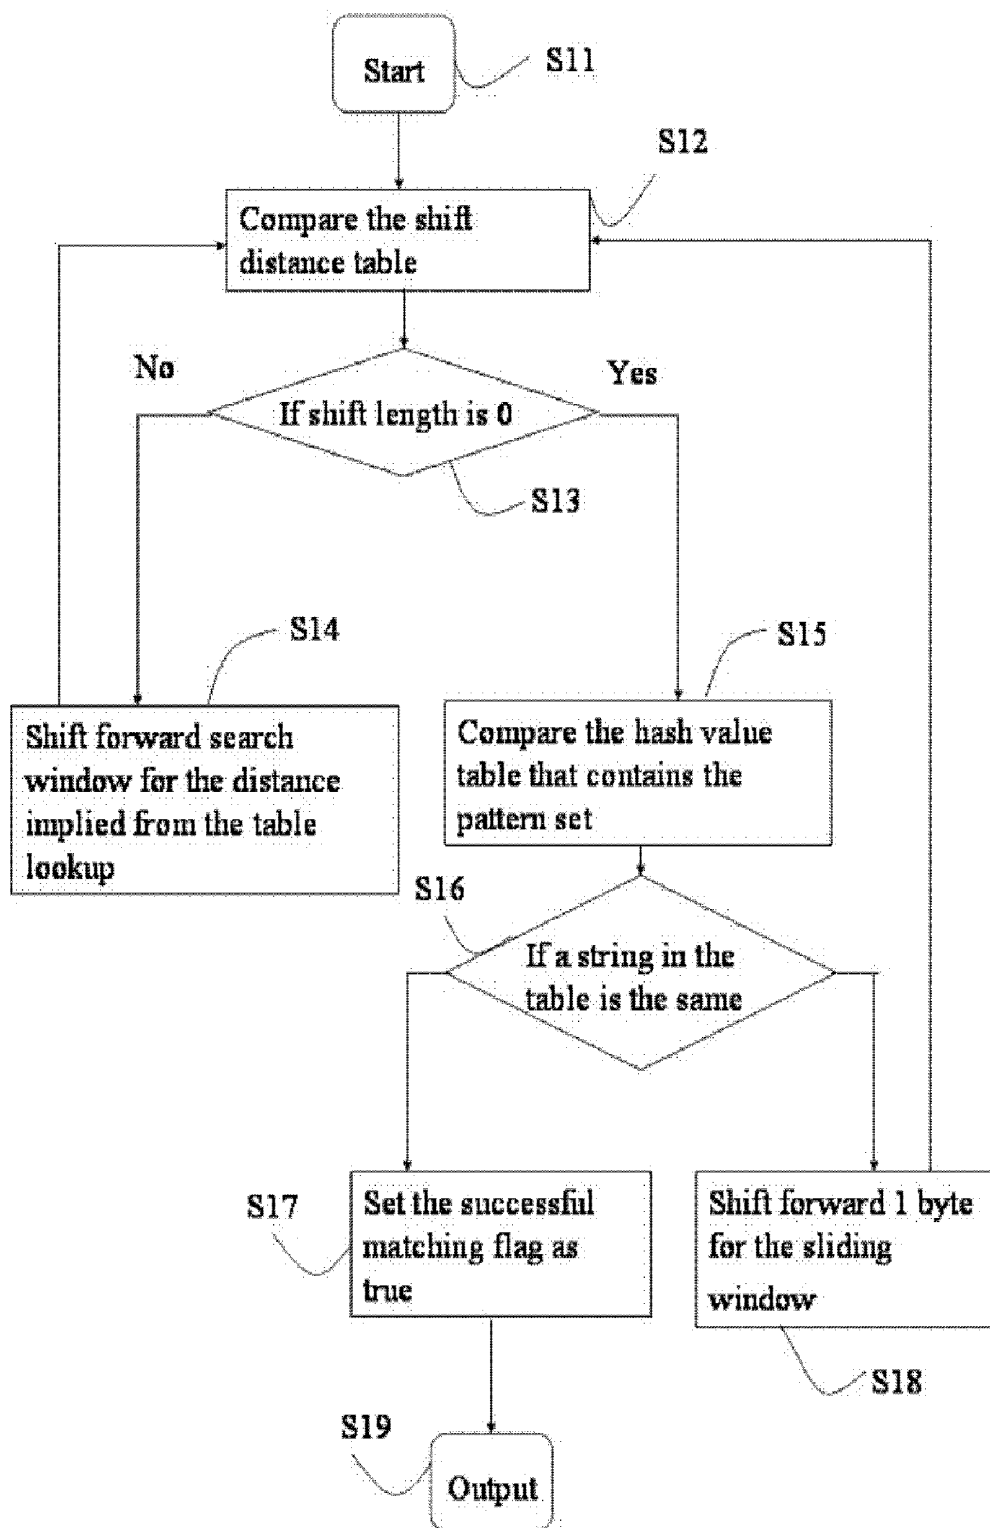 Start
S11
S12
Compare the shift
distance table
No
Yes
If shift length is 0
S13
S14
S15
Shift forward search
window for the distance
implied from the table
lookup
Compare the hash value
table that contains the
pattern set
S16
If a string in the
table is the same
S17
Set the successful
matching flag as
true
Shift forward 1 byte
for the sliding
window
S18
S19
Output